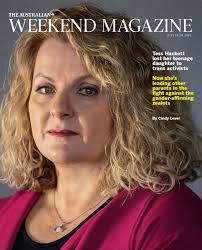 THE AUSTRALIAN
WEEKEND MAGAZINE
Tess Hackett
lost her teenage
daughter to
trans activists
Now she's
leading other
parents in the
fight against the
gender-affirming
zealots
By Cindy Lever